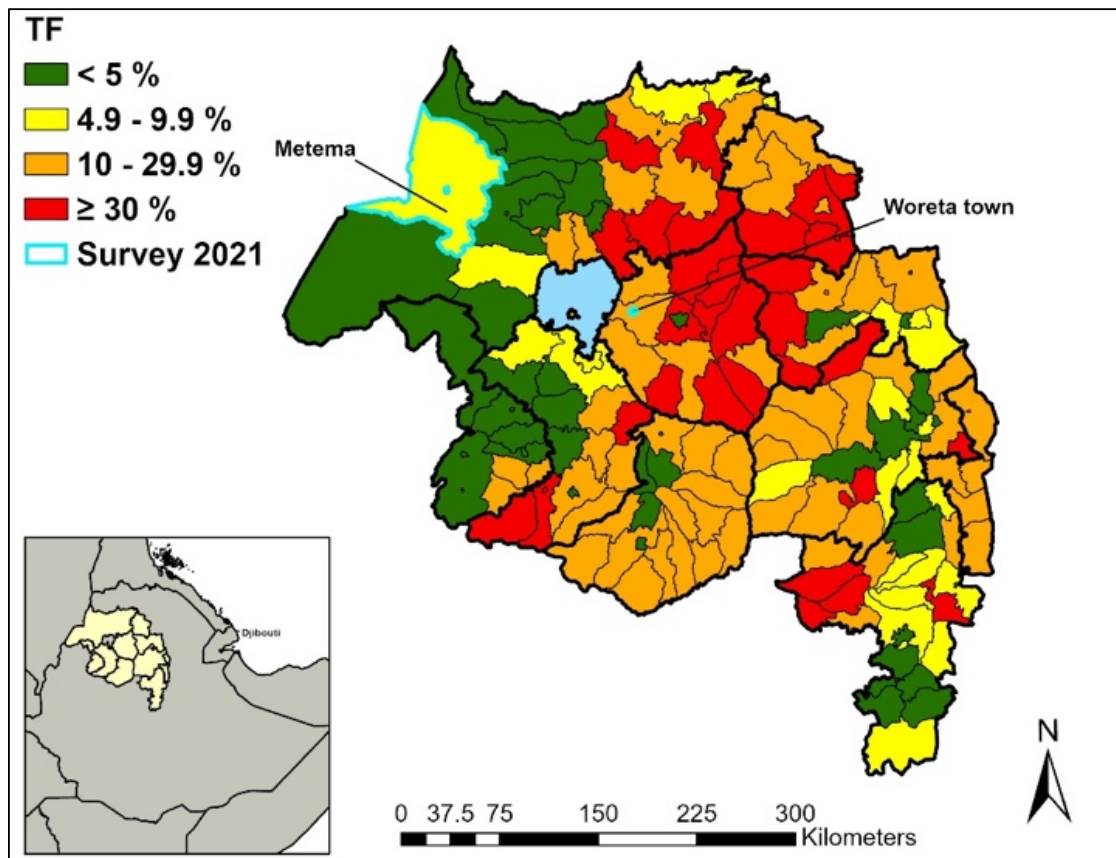 TF
< 5 %
4.9 - 9.9 %
10 - 29.9 %
≥ 30 %
Survey 2021
Metema
Woreta town
Djibouti
N
0 37.5 75 150 225 300
Kilometers